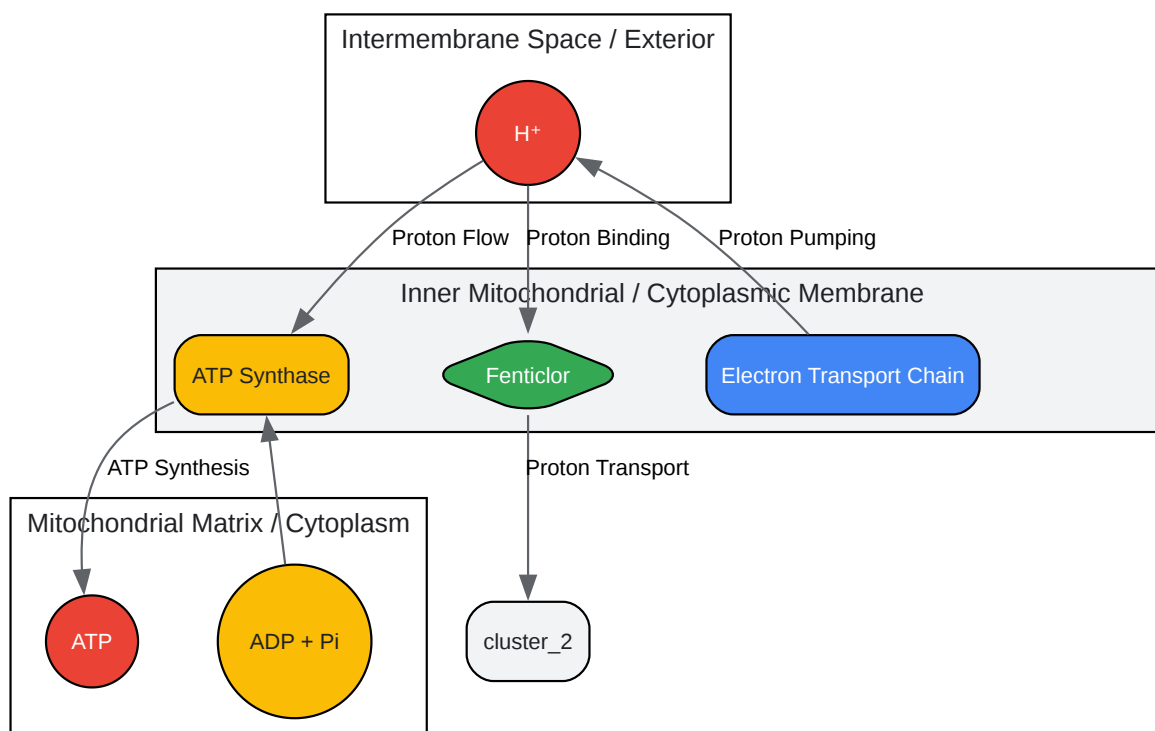 Intermembrane Space / Exterior
H⁺
Proton Flow
Proton Binding
Proton Pumping
Inner Mitochondrial / Cytoplasmic Membrane
ATP Synthase
Fenticlor
Electron Transport Chain
ATP Synthesis
Proton Transport
Mitochondrial Matrix / Cytoplasm
ATP
ADP + Pi
cluster_2